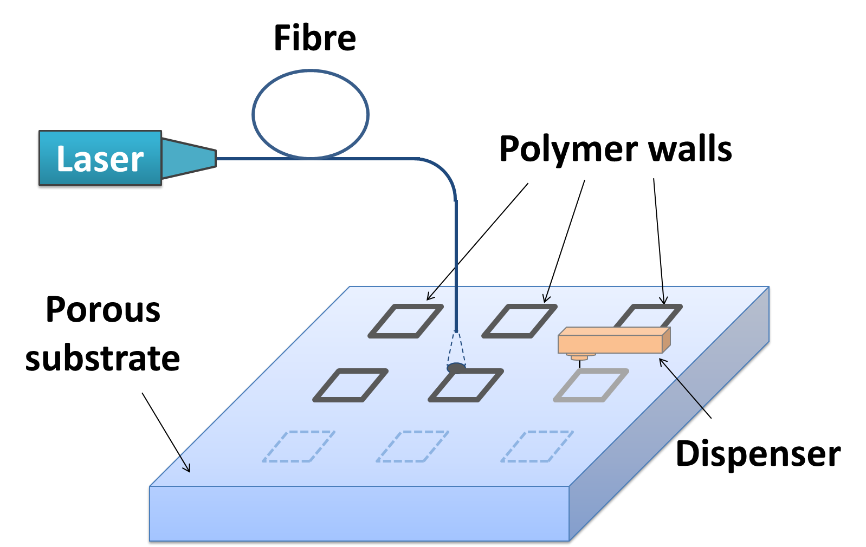 Fibre
Laser
Polymer walls
Porous
substrate
Dispenser